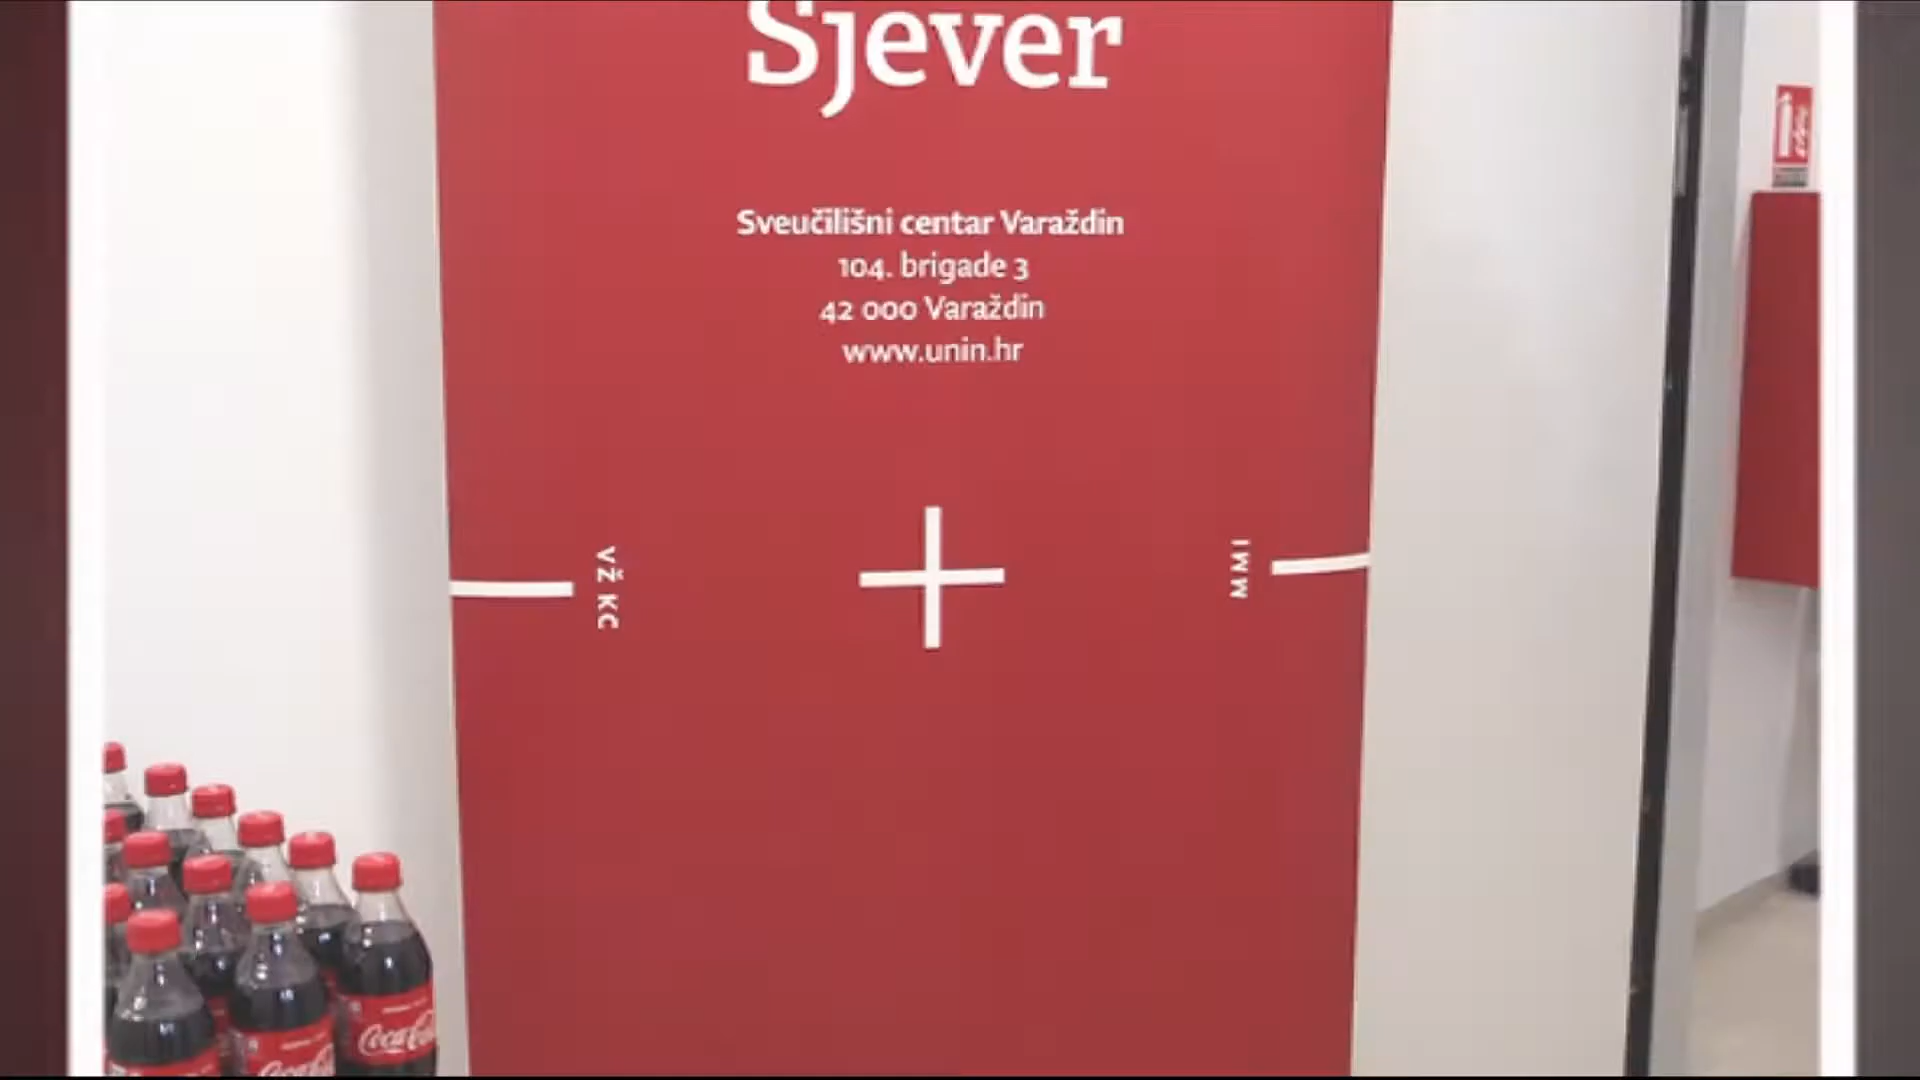 Sjever
Sveučilišni centar Varaždin
104. brigade 3
42 000 Varaždin
www.unin.hr
VŽ KC
MMI
Coca-Cola